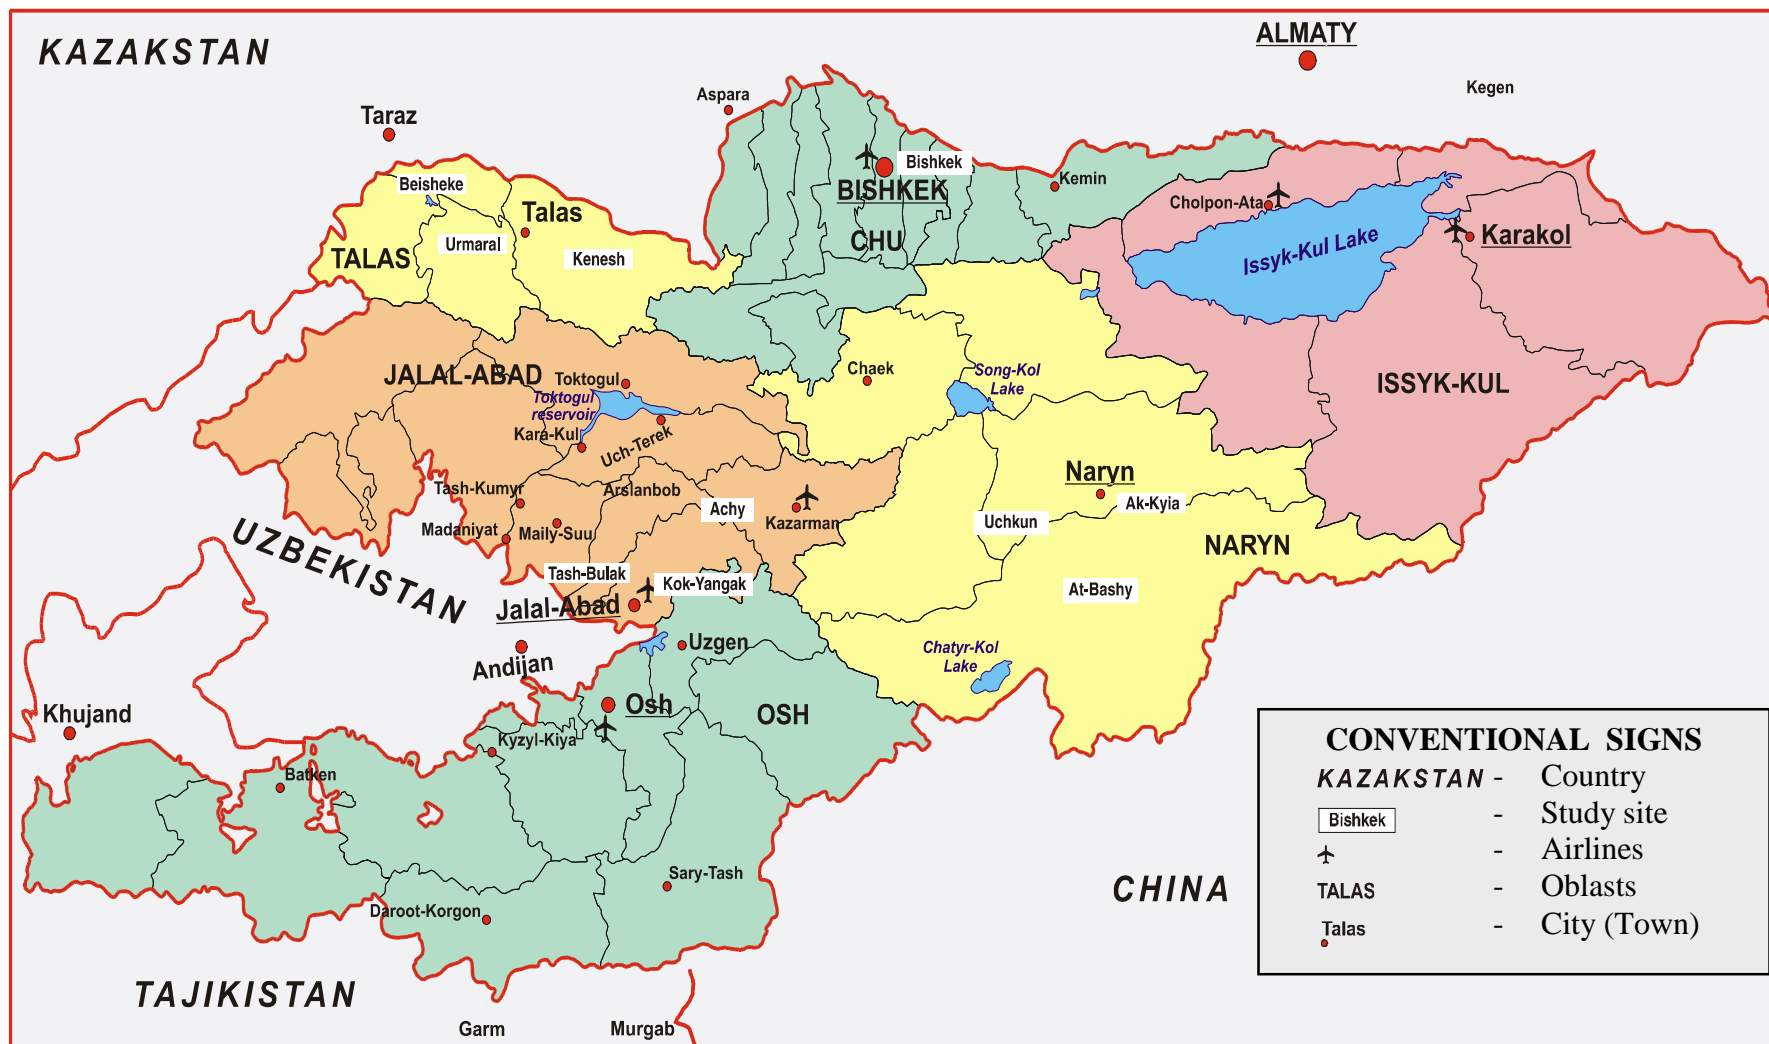 KAZAKSTAN
ALMATY
Kegen
Aspara
Taraz
Bishkek
BISHKEK
Kemin
Beisheke
Cholpon-Ata
Talas
Karakol
Urmaral
CHU
Issyk-Kul Lake
TALAS
Kenesh
Chaek
Song-Kol
Lake
JALAL-ABAD
Toktogul
ISSYK-KUL
Toktogul
reservoir
Kara-Kul
Uch-Terek
Naryn
Tash-Kumyr
Arslanbob
Ak-Kyia
Achy
Kazarman
Uchkun
Madaniyat
Maily-Suu
UZBEKISTAN
NARYN
Tash-Bulak
Kok-Yangak
At-Bashy
Jalal-Abad
Uzgen
Chatyr-Kol
Lake
Andijan
Khujand
Osh
OSH
Kyzyl-Kiya
Batken
CONVENTIONAL SIGNS
KAZAKSTAN - Country
Bishkek - Study site
- Airlines
TALAS - Oblasts
Talas - City (Town)
Sary-Tash
CHINA
Daroot-Korgon
TAJIKISTAN
Garm
Murgab